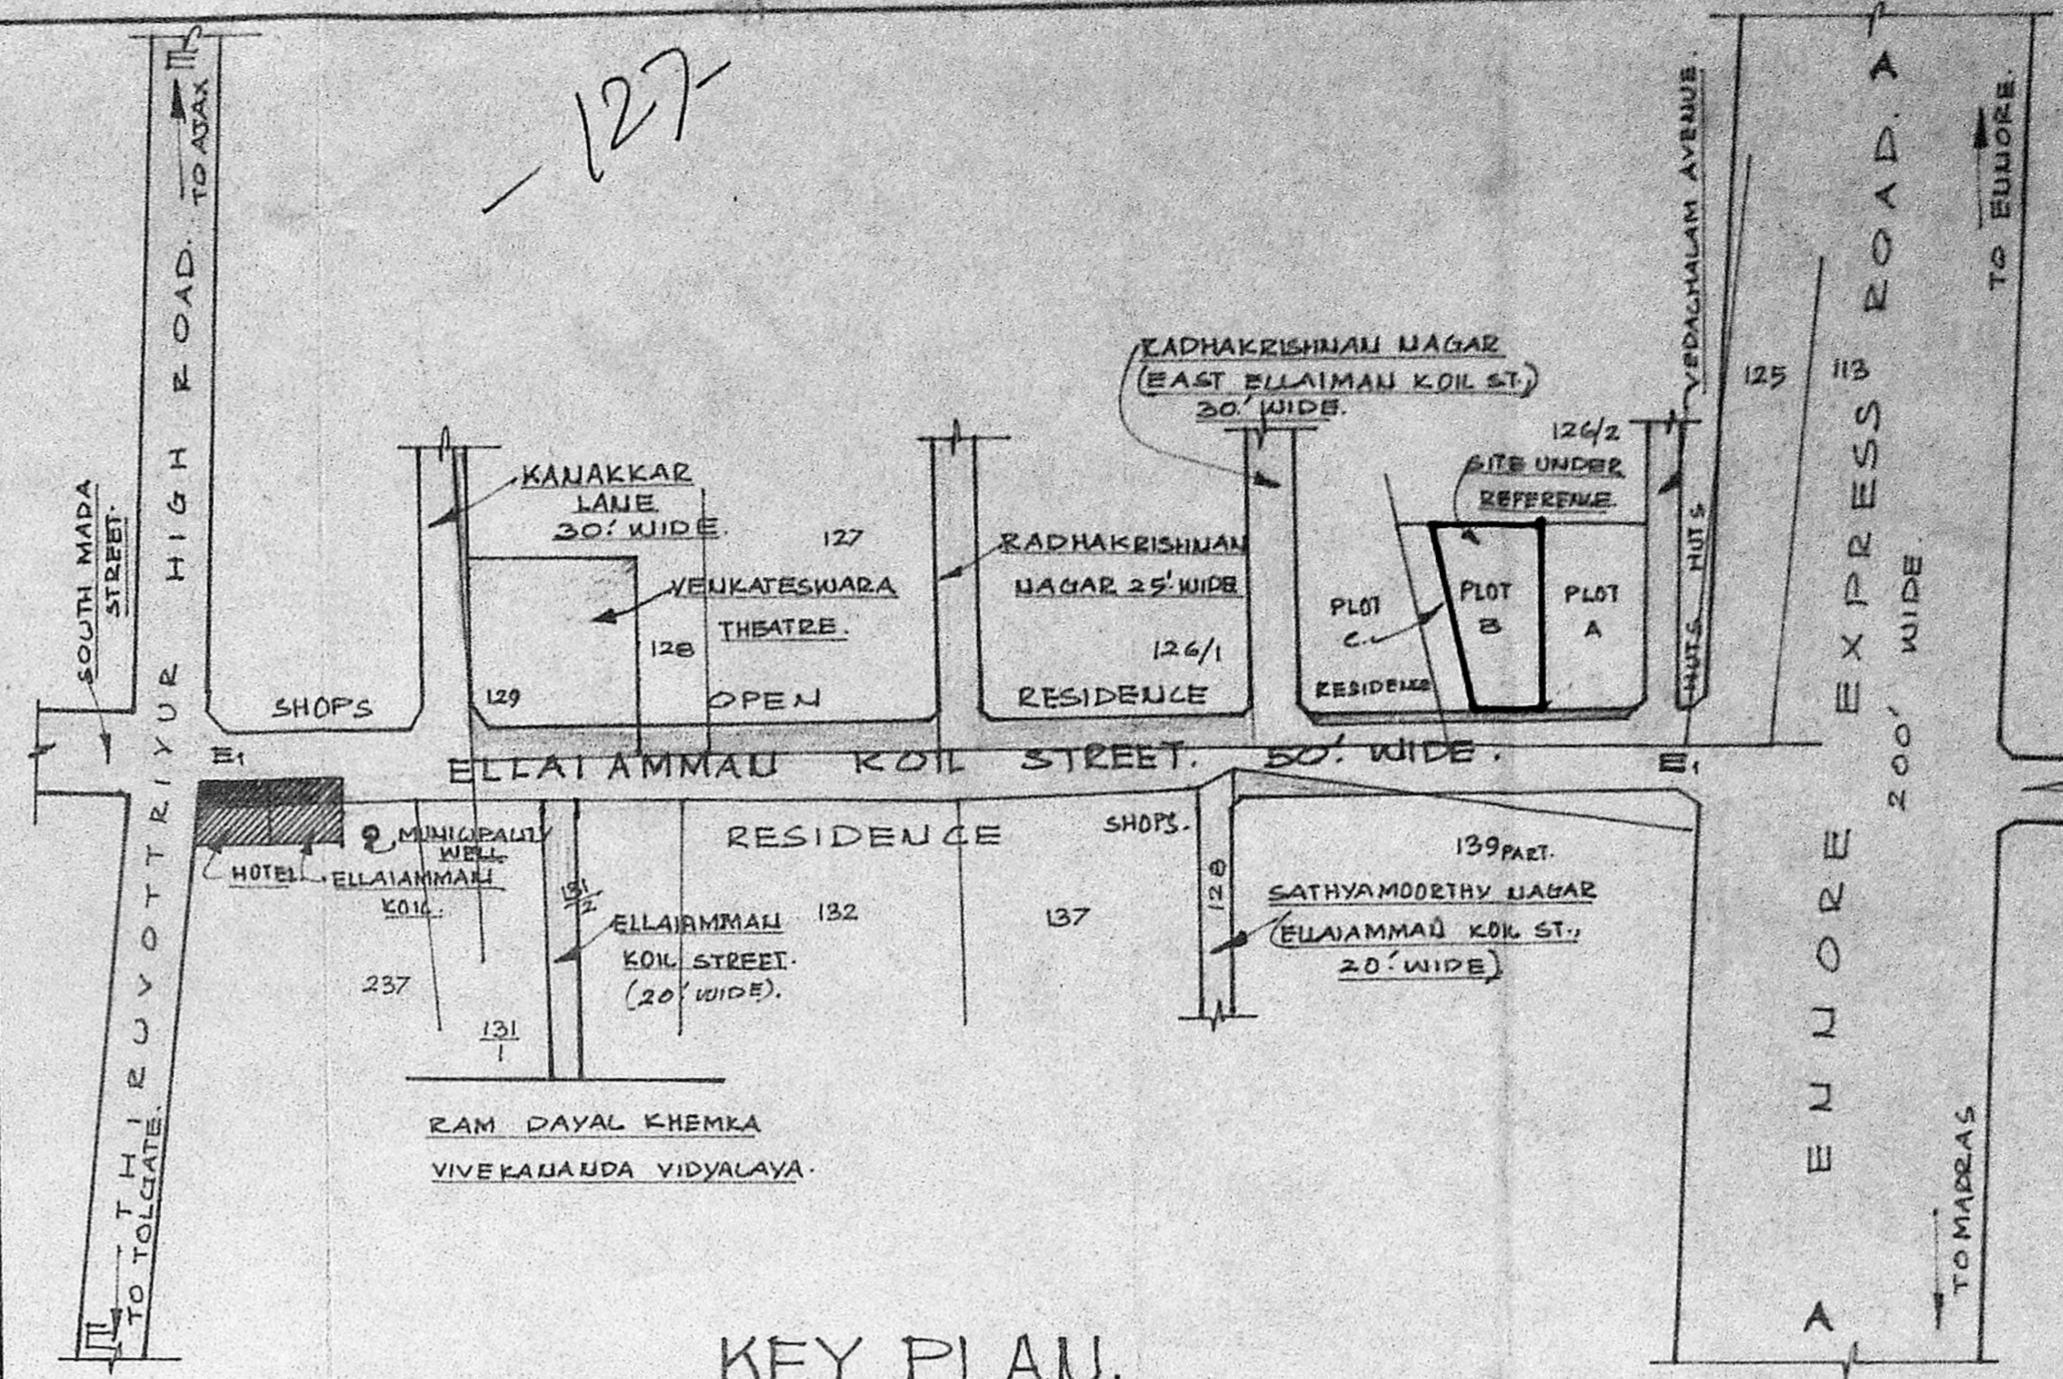 - 127 -
TO AJAX
THIRUVOTTRIYUR HIGH ROAD.
SOUTH MADA
STREET.
VEDACHALAM AVENUE.
ENNORE EXPRESS ROAD.
200' WIDE.
A
TO ENNORE.
RADHAKRISHNAN NAGAR
(EAST ELLAIMAN KOIL ST.,)
30.' WIDE.
125
113
126/2
SITE UNDER
REFERENCE.
KANAKKAR
LANE
30.' WIDE.
127
RADHAKRISHNAN
NAGAR 25.' WIDE
VENKATESWARA
THEATRE.
128
126/1
PLOT
C.
PLOT
B
PLOT
A
HUTS HUTS
SHOPS
129
OPEN
RESIDENCE
RESIDENCE
E1
ELLAIAMMAN KOIL STREET. 50.' WIDE.
E1
MUNICIPALITY
WELL.
HOTEL
ELLAIAMMAN
KOIL.
RESIDENCE
SHOPS.
139 PART.
131/2
ELLAIAMMAN
KOIL STREET.
(20.' WIDE).
132
137
128
SATHYAMOORTHY NAGAR
(ELLAIAMMAN KOIL ST.,
20.' WIDE)
237
131/1
RAM DAYAL KHEMKA
VIVEKANANDA VIDYALAYA.
TO TOLGATE.
TO MADRAS
A
KEY PLAN.